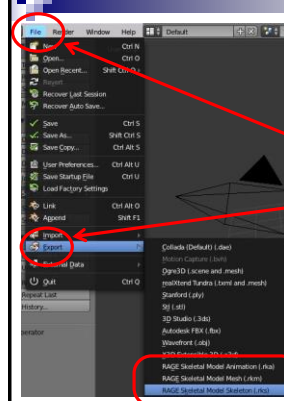 File Render Window Help Default
New Ctrl N
Open... Ctrl O
Open Recent... Shift Ctrl O
Revert
Recover Last Session
Recover Auto Save...
Save Ctrl S
Save As... Shift Ctrl S
Save Copy... Ctrl Alt S
User Preferences... Ctrl Alt U
Save Startup File Ctrl U
Load Factory Settings
Link Ctrl Alt O
Append Shift F1
Import
Export
External Data
Quit Ctrl Q
Repeat Last
History...
erator
Collada (Default) (.dae)
Motion Capture (.bvh)
Ogre3D (.scene and .mesh)
realXtend Tundra (.txml and .mesh)
Stanford (.ply)
Stl (.stl)
3D Studio (.3ds)
Autodesk FBX (.fbx)
Wavefront (.obj)
X3D Extensible 3D (.x3d)
RAGE Skeletal Model Animation (.rka)
RAGE Skeletal Model Mesh (.rkm)
RAGE Skeletal Model Skeleton (.rks)